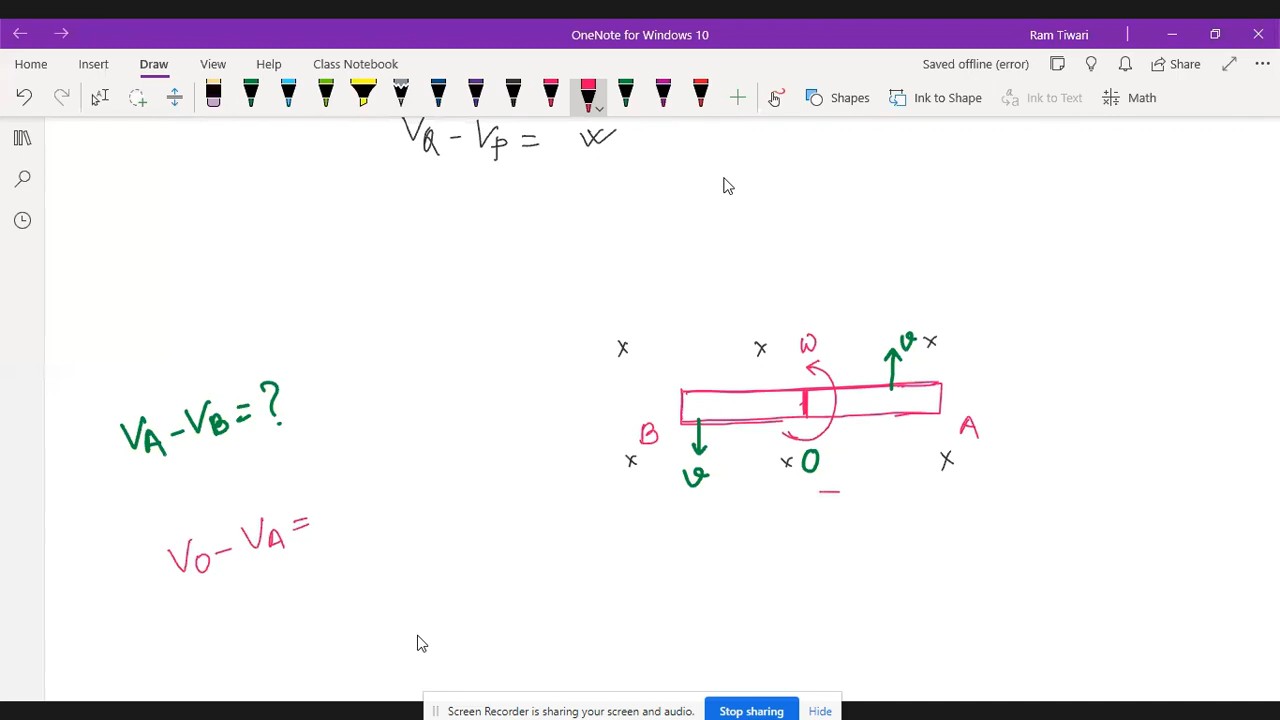 OneNote for Windows 10
Ram Tiwari
Home Insert Draw View Help Class Notebook
Saved offline (error) Share
Shapes Ink to Shape Ink to Text Math
VQ - VP =
x x ω v x
VA - VB = ?
B A
x x O x
v
VO - VA =
Screen Recorder is sharing your screen and audio. Stop sharing Hide